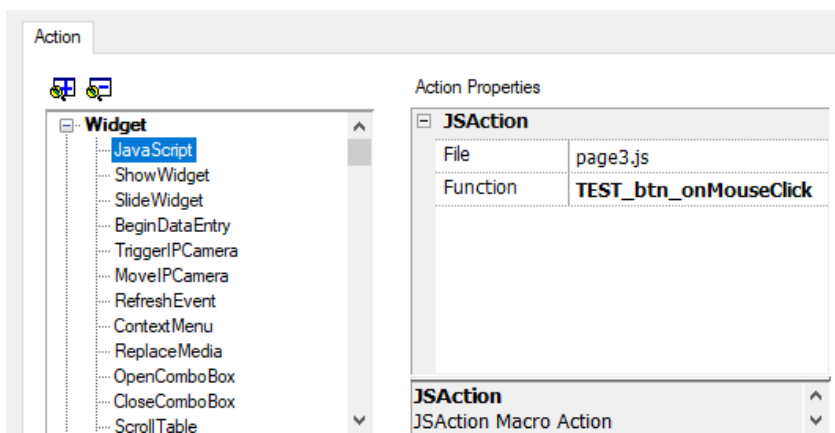 Action
Widget
JavaScript
ShowWidget
SlideWidget
BeginDataEntry
TriggerIPCamera
MoveIPCamera
RefreshEvent
ContextMenu
ReplaceMedia
OpenComboBox
CloseComboBox
ScrollTable
Action Properties
JSAction
File page3.js
Function TEST_btn_onMouseClick
JSAction
JSAction Macro Action